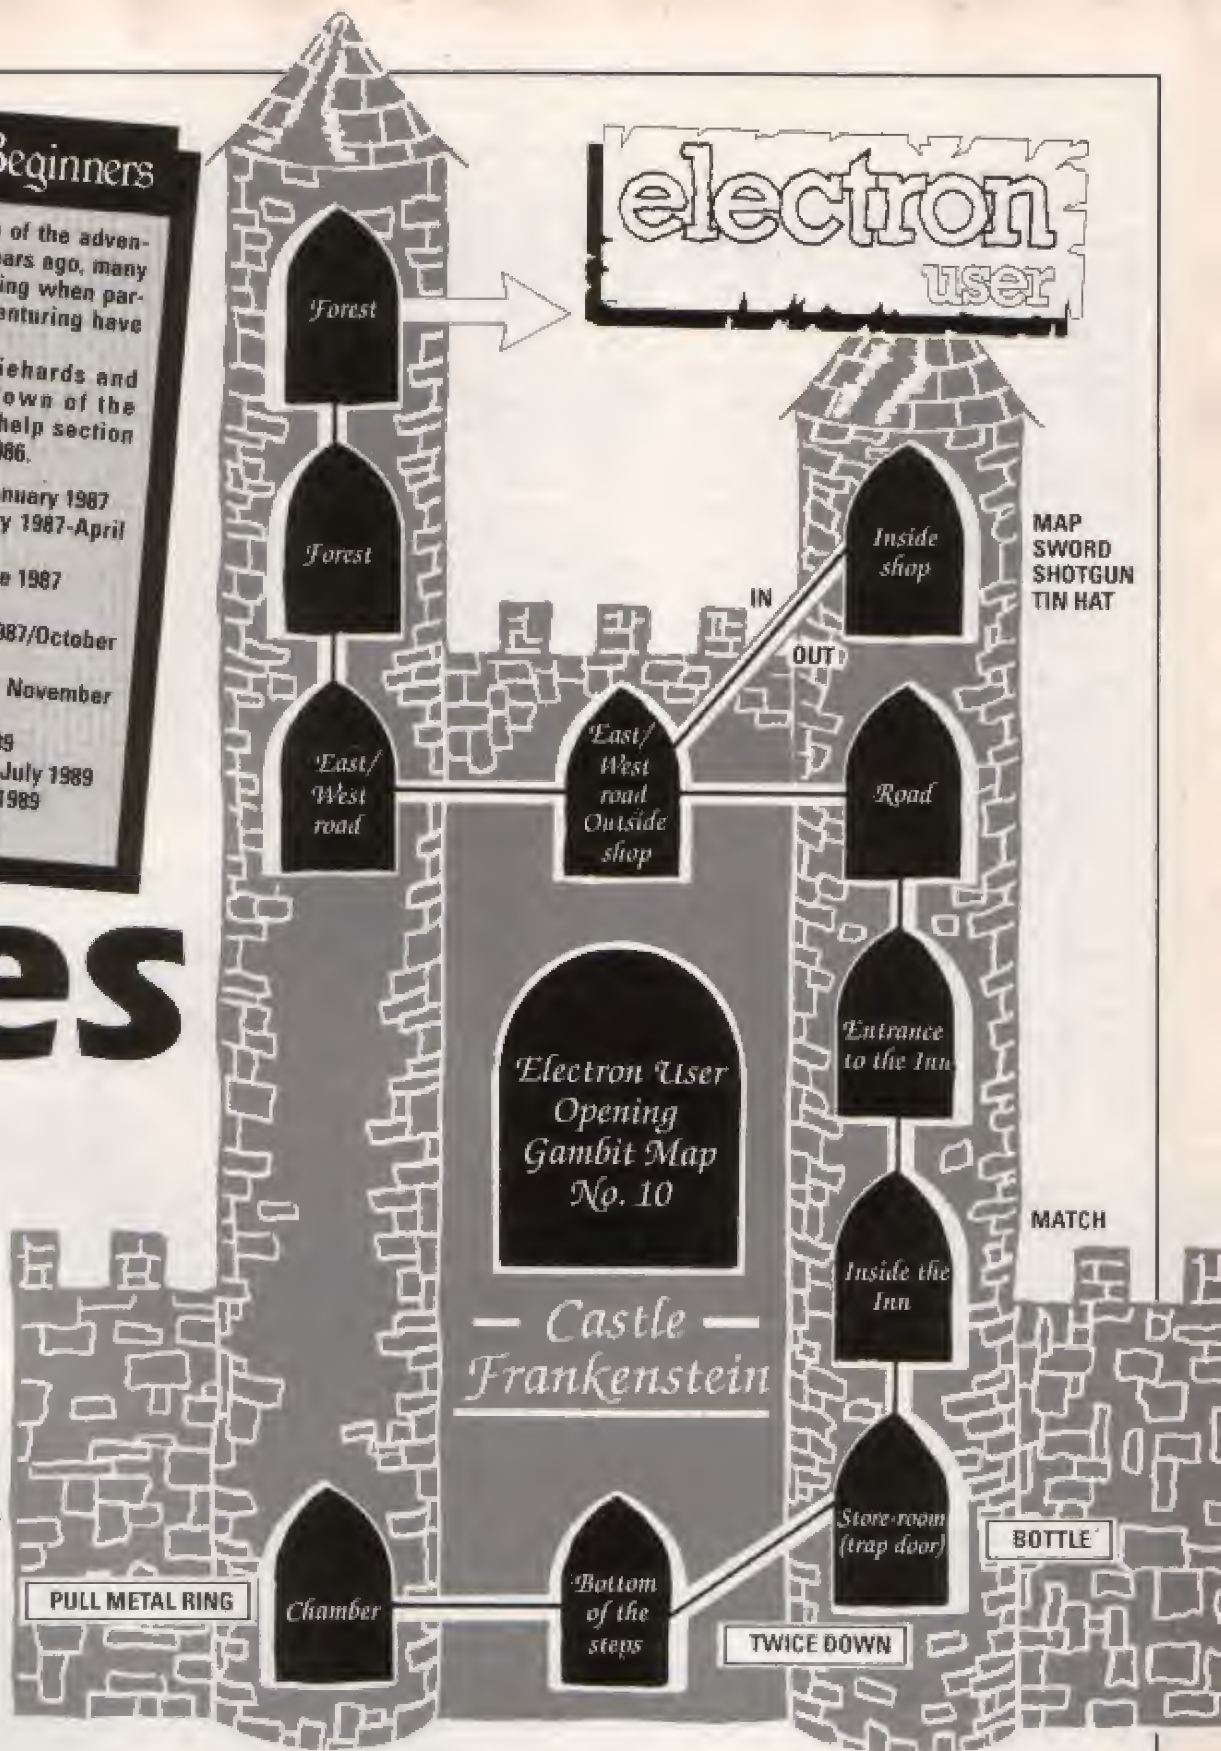 Beginners
of the adven-
ears ago, many
ing when par-
enturing have
iehards and
own of the
help section
986.
nuary 1987
y 1987-April
e 1987
987/October
November
89
July 1989
1989
es
electron
user
Forest
Forest
East/
West
road
East/
West
road
Outside
shop
IN
OUT
Inside
shop
MAP
SWORD
SHOTGUN
TIN HAT
Road
Entrance
to the Inn
Electron User
Opening
Gambit Map
No. 10
Inside the
Inn
MATCH
Castle
Frankenstein
Store-room
(trap door)
BOTTLE
Bottom
of the
steps
TWICE DOWN
Chamber
PULL METAL RING